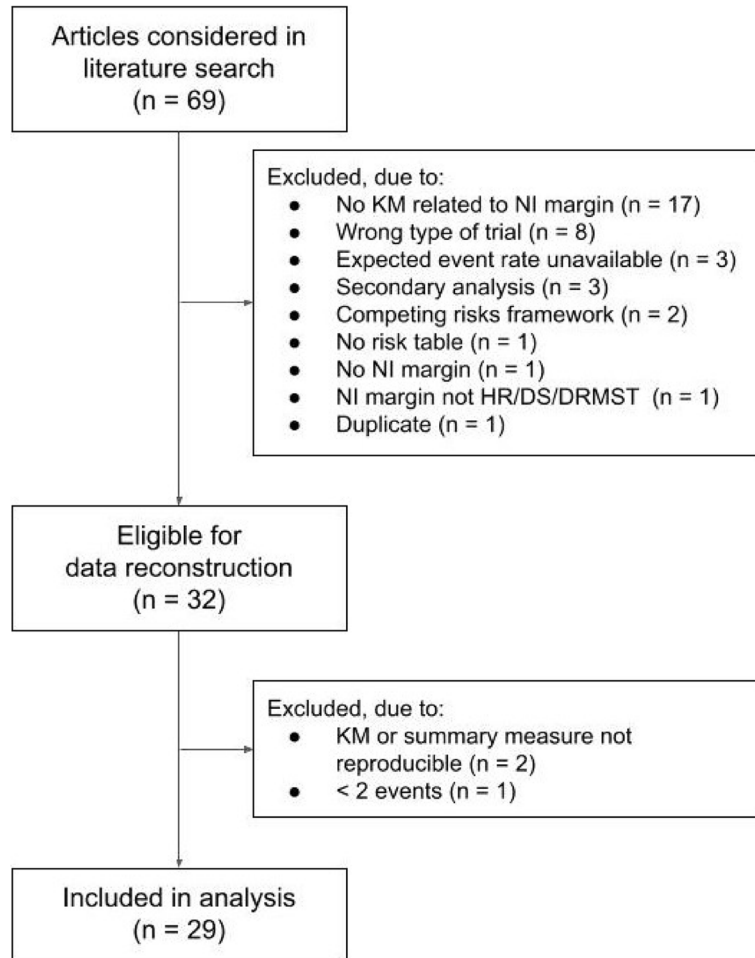 Articles considered in
literature search
(n = 69)
Excluded, due to:
● No KM related to NI margin (n = 17)
● Wrong type of trial (n = 8)
● Expected event rate unavailable (n = 3)
● Secondary analysis (n = 3)
● Competing risks framework (n = 2)
● No risk table (n = 1)
● No NI margin (n = 1)
● NI margin not HR/DS/DRMST (n = 1)
● Duplicate (n = 1)
Eligible for
data reconstruction
(n = 32)
Excluded, due to:
● KM or summary measure not
reproducible (n = 2)
● < 2 events (n = 1)
Included in analysis
(n = 29)